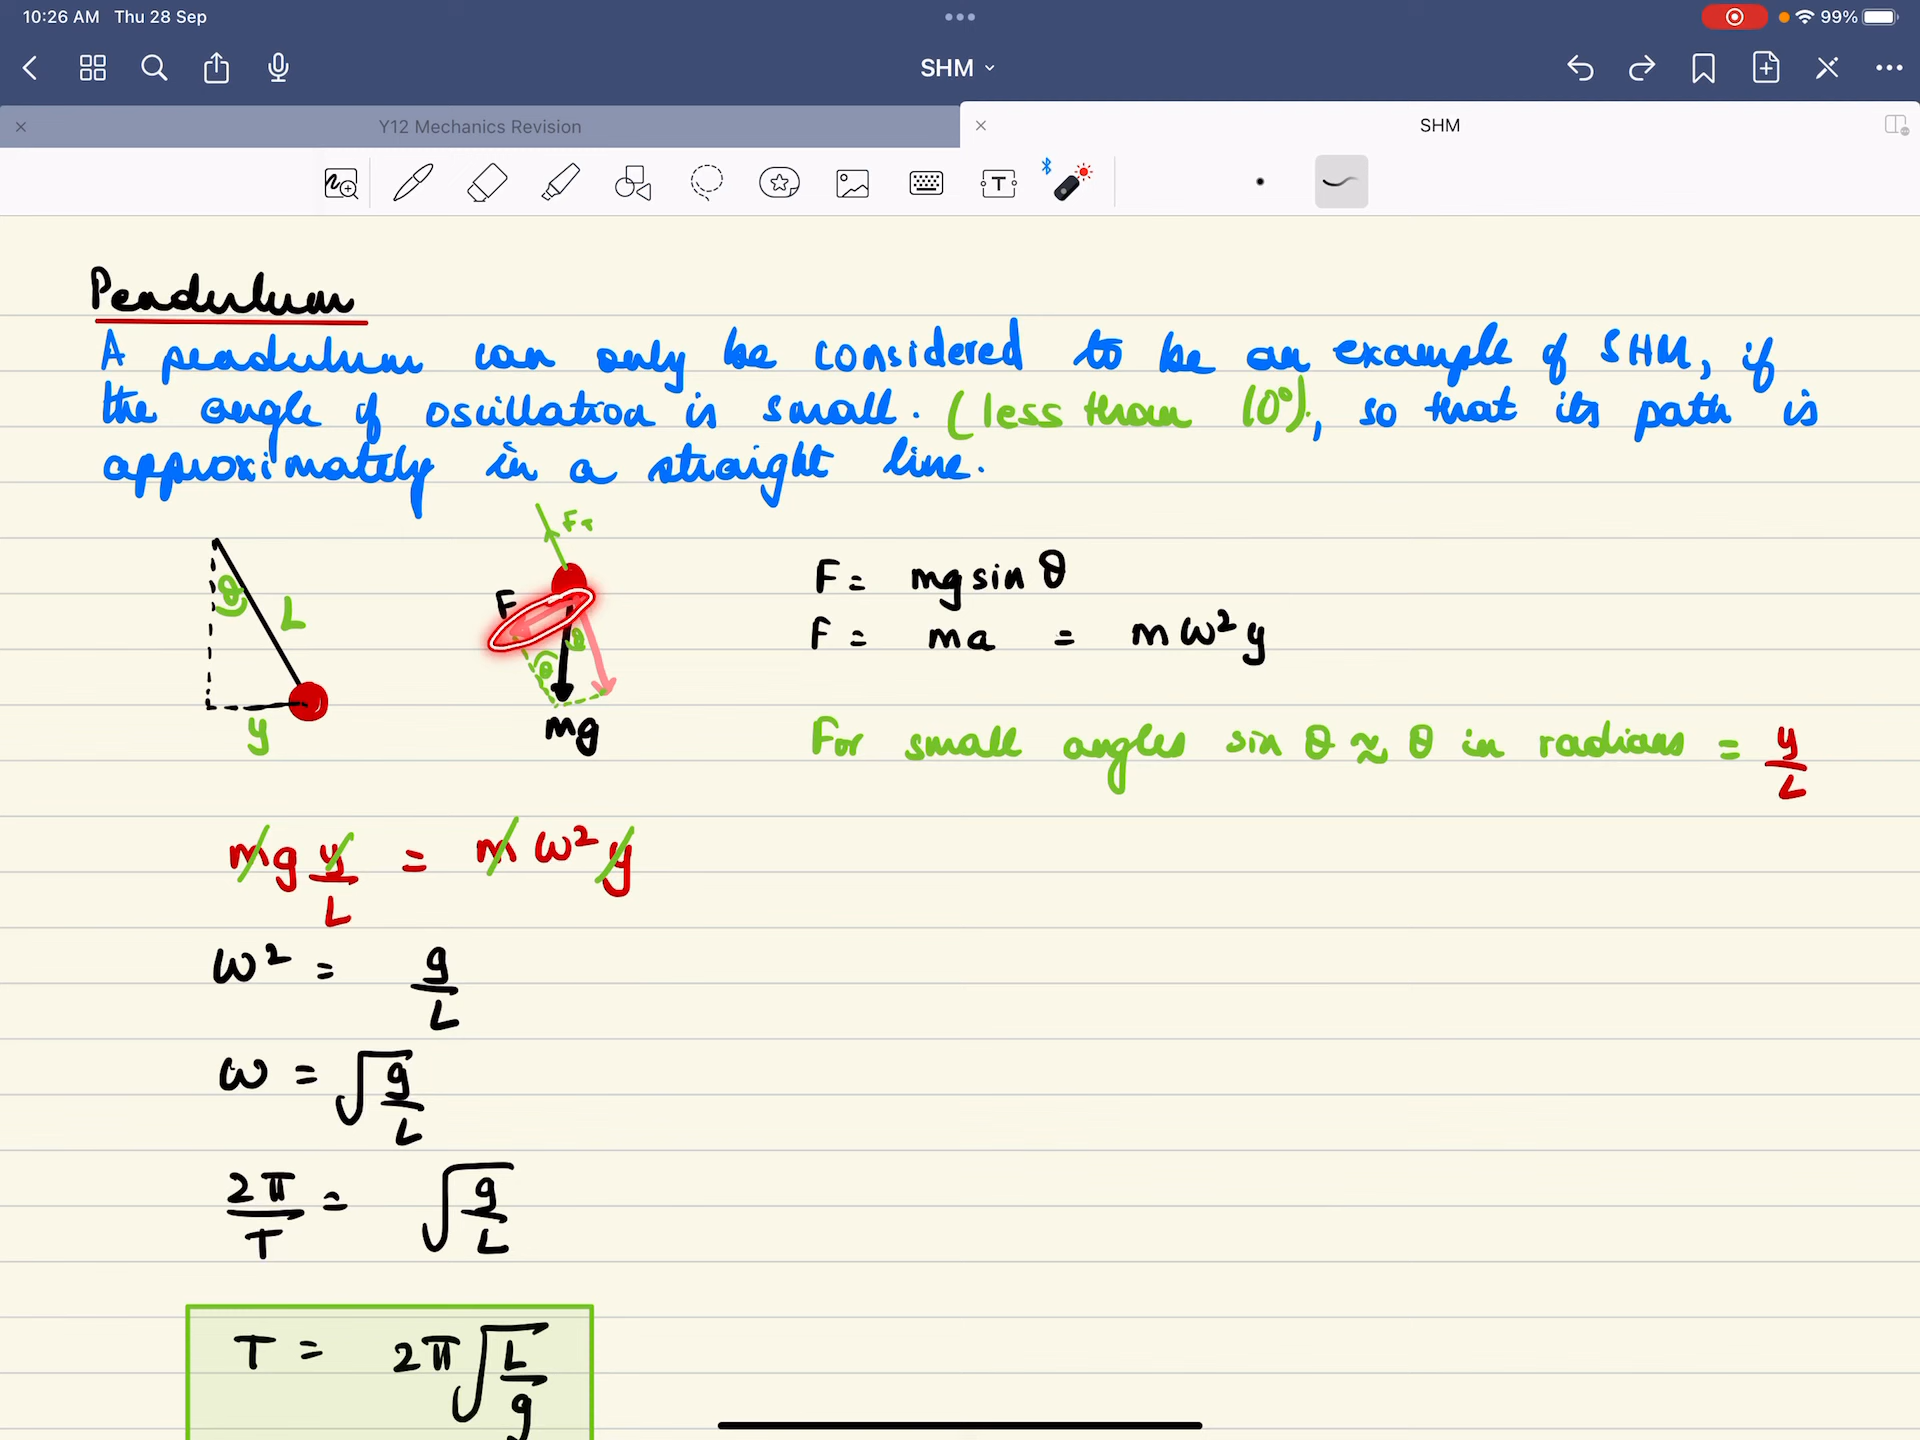 10:26 AM Thu 28 Sep
99%
SHM
Y12 Mechanics Revision
SHM
T
Pendulum
A pendulum can only be considered to be an example of SHM, if
the angle of oscillation is small. (less than 10°), so that its path is
approximately in a straight line.
θ
L
y
F_T
F
θ
θ
mg
F = mg sin θ
F = ma = mω²y
For small angles sin θ ≈ θ in radians = y/L
mg y/L = mω²y
ω² = g/L
ω = √(g/L)
2π/T = √(g/L)
T = 2π√(L/g)